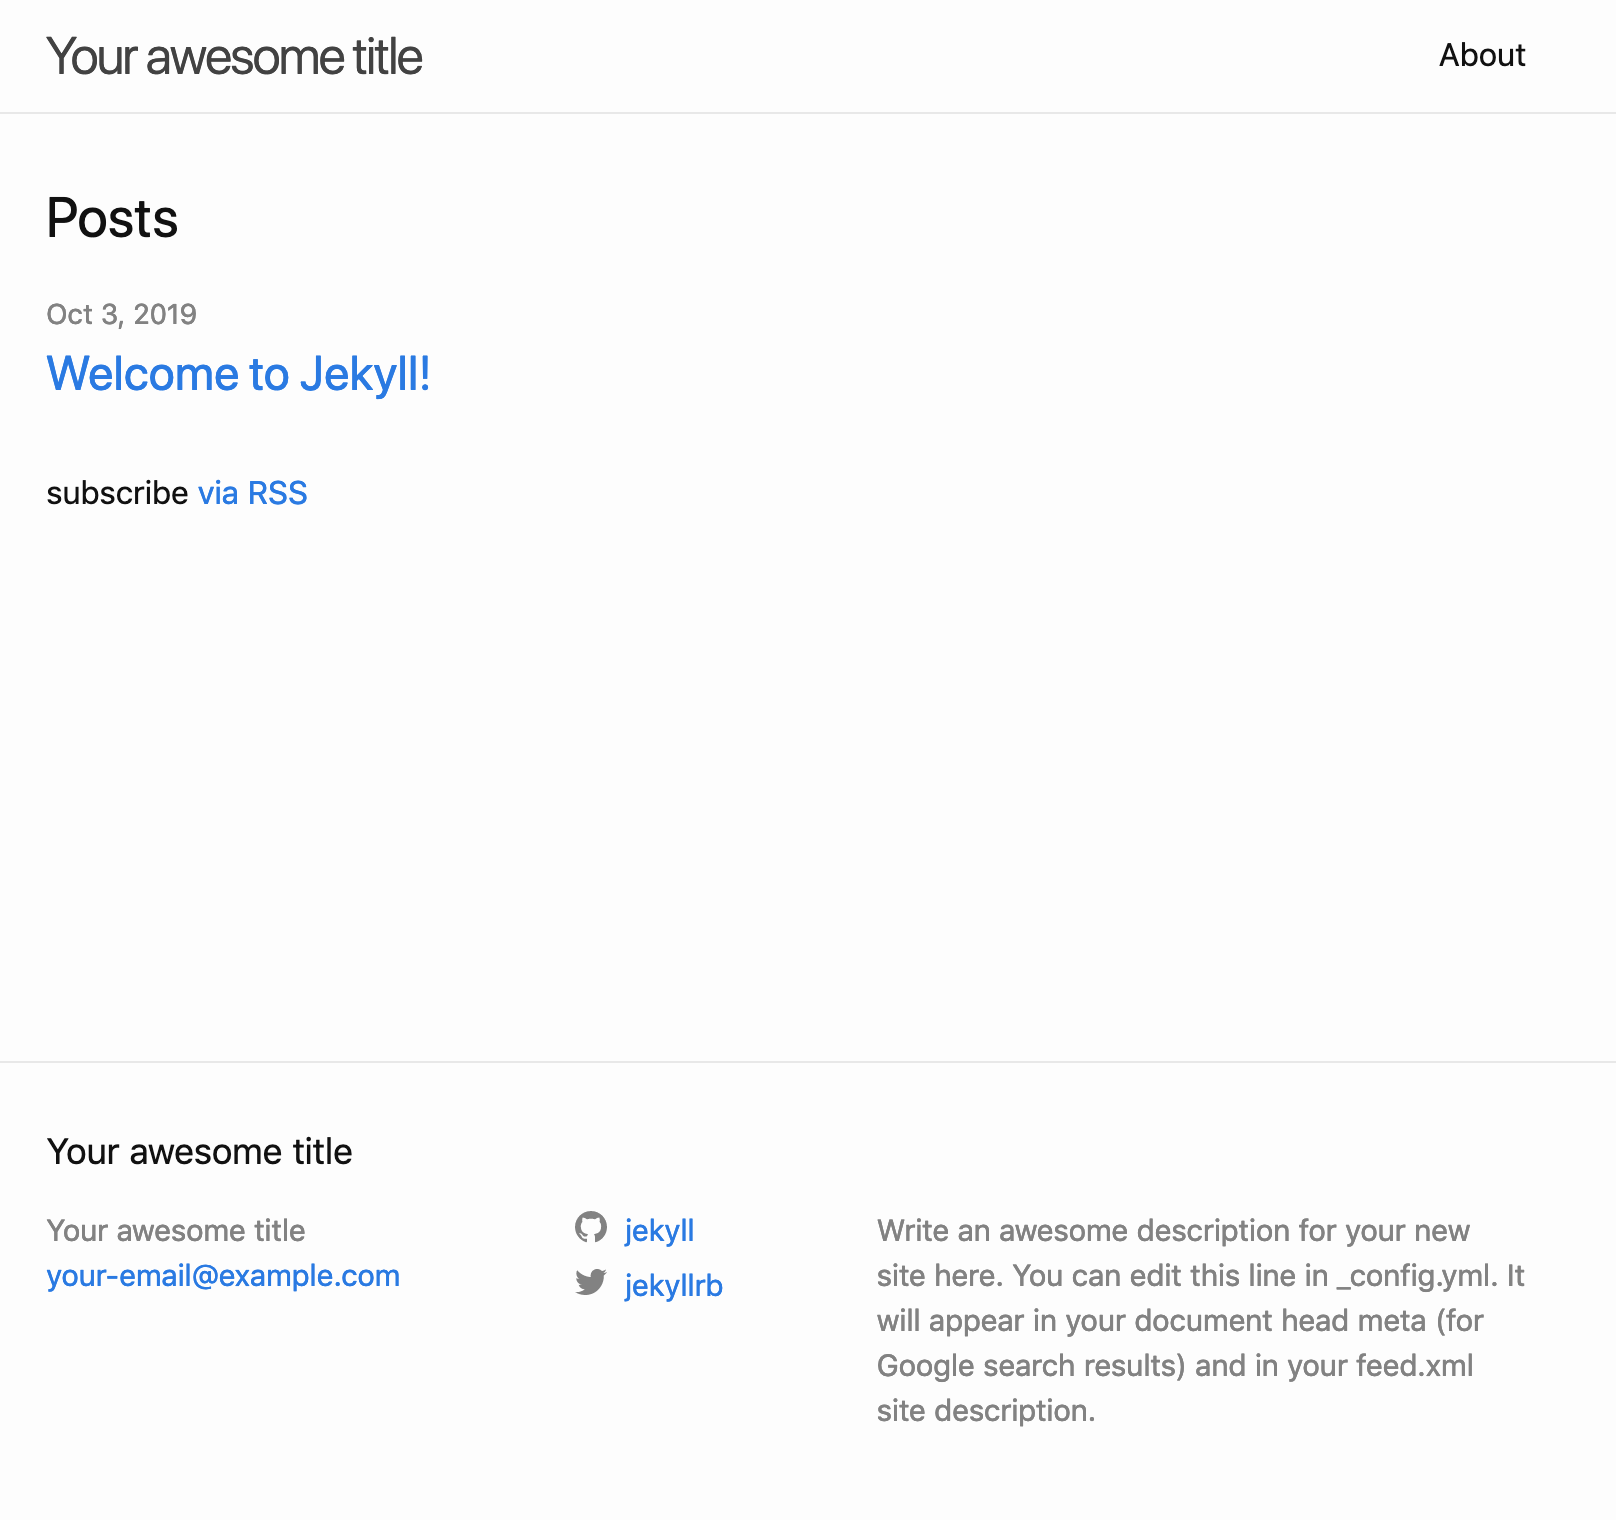 Your awesome title
About
Posts
Oct 3, 2019
Welcome to Jekyll!
subscribe via RSS
Your awesome title
Your awesome title
your-email@example.com
jekyll
jekyllrb
Write an awesome description for your new
site here. You can edit this line in _config.yml. It
will appear in your document head meta (for
Google search results) and in your feed.xml
site description.